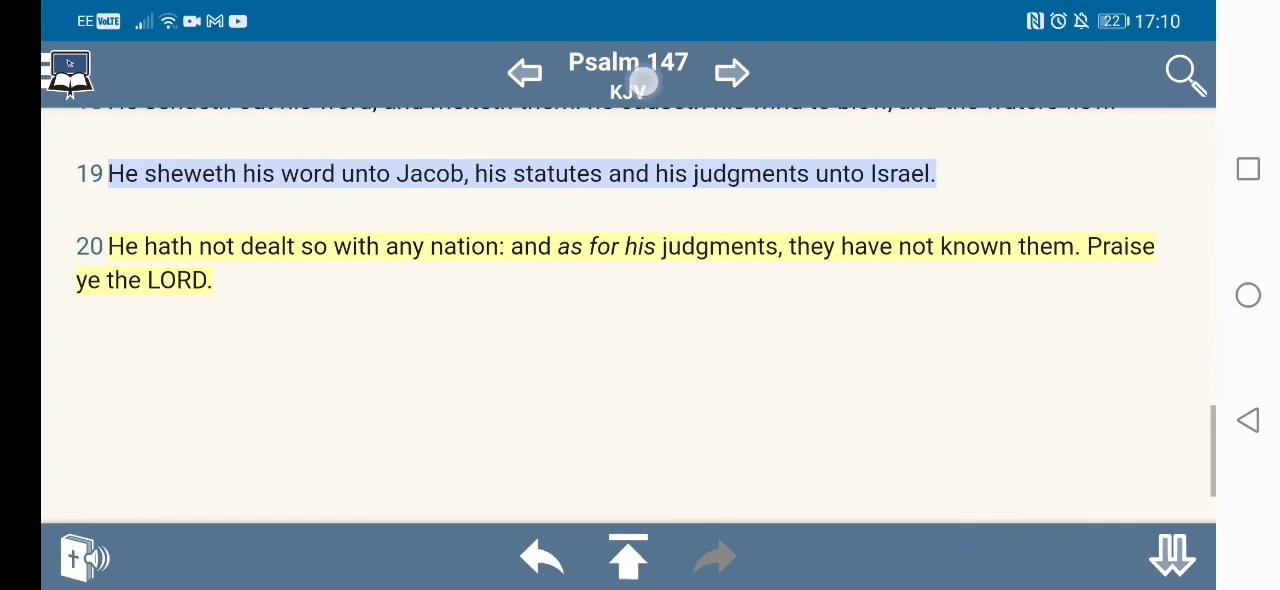 EE VoLTE 22 17:10
Psalm 147
KJV
19 He sheweth his word unto Jacob, his statutes and his judgments unto Israel.
20 He hath not dealt so with any nation: and as for his judgments, they have not known them. Praise
ye the LORD.